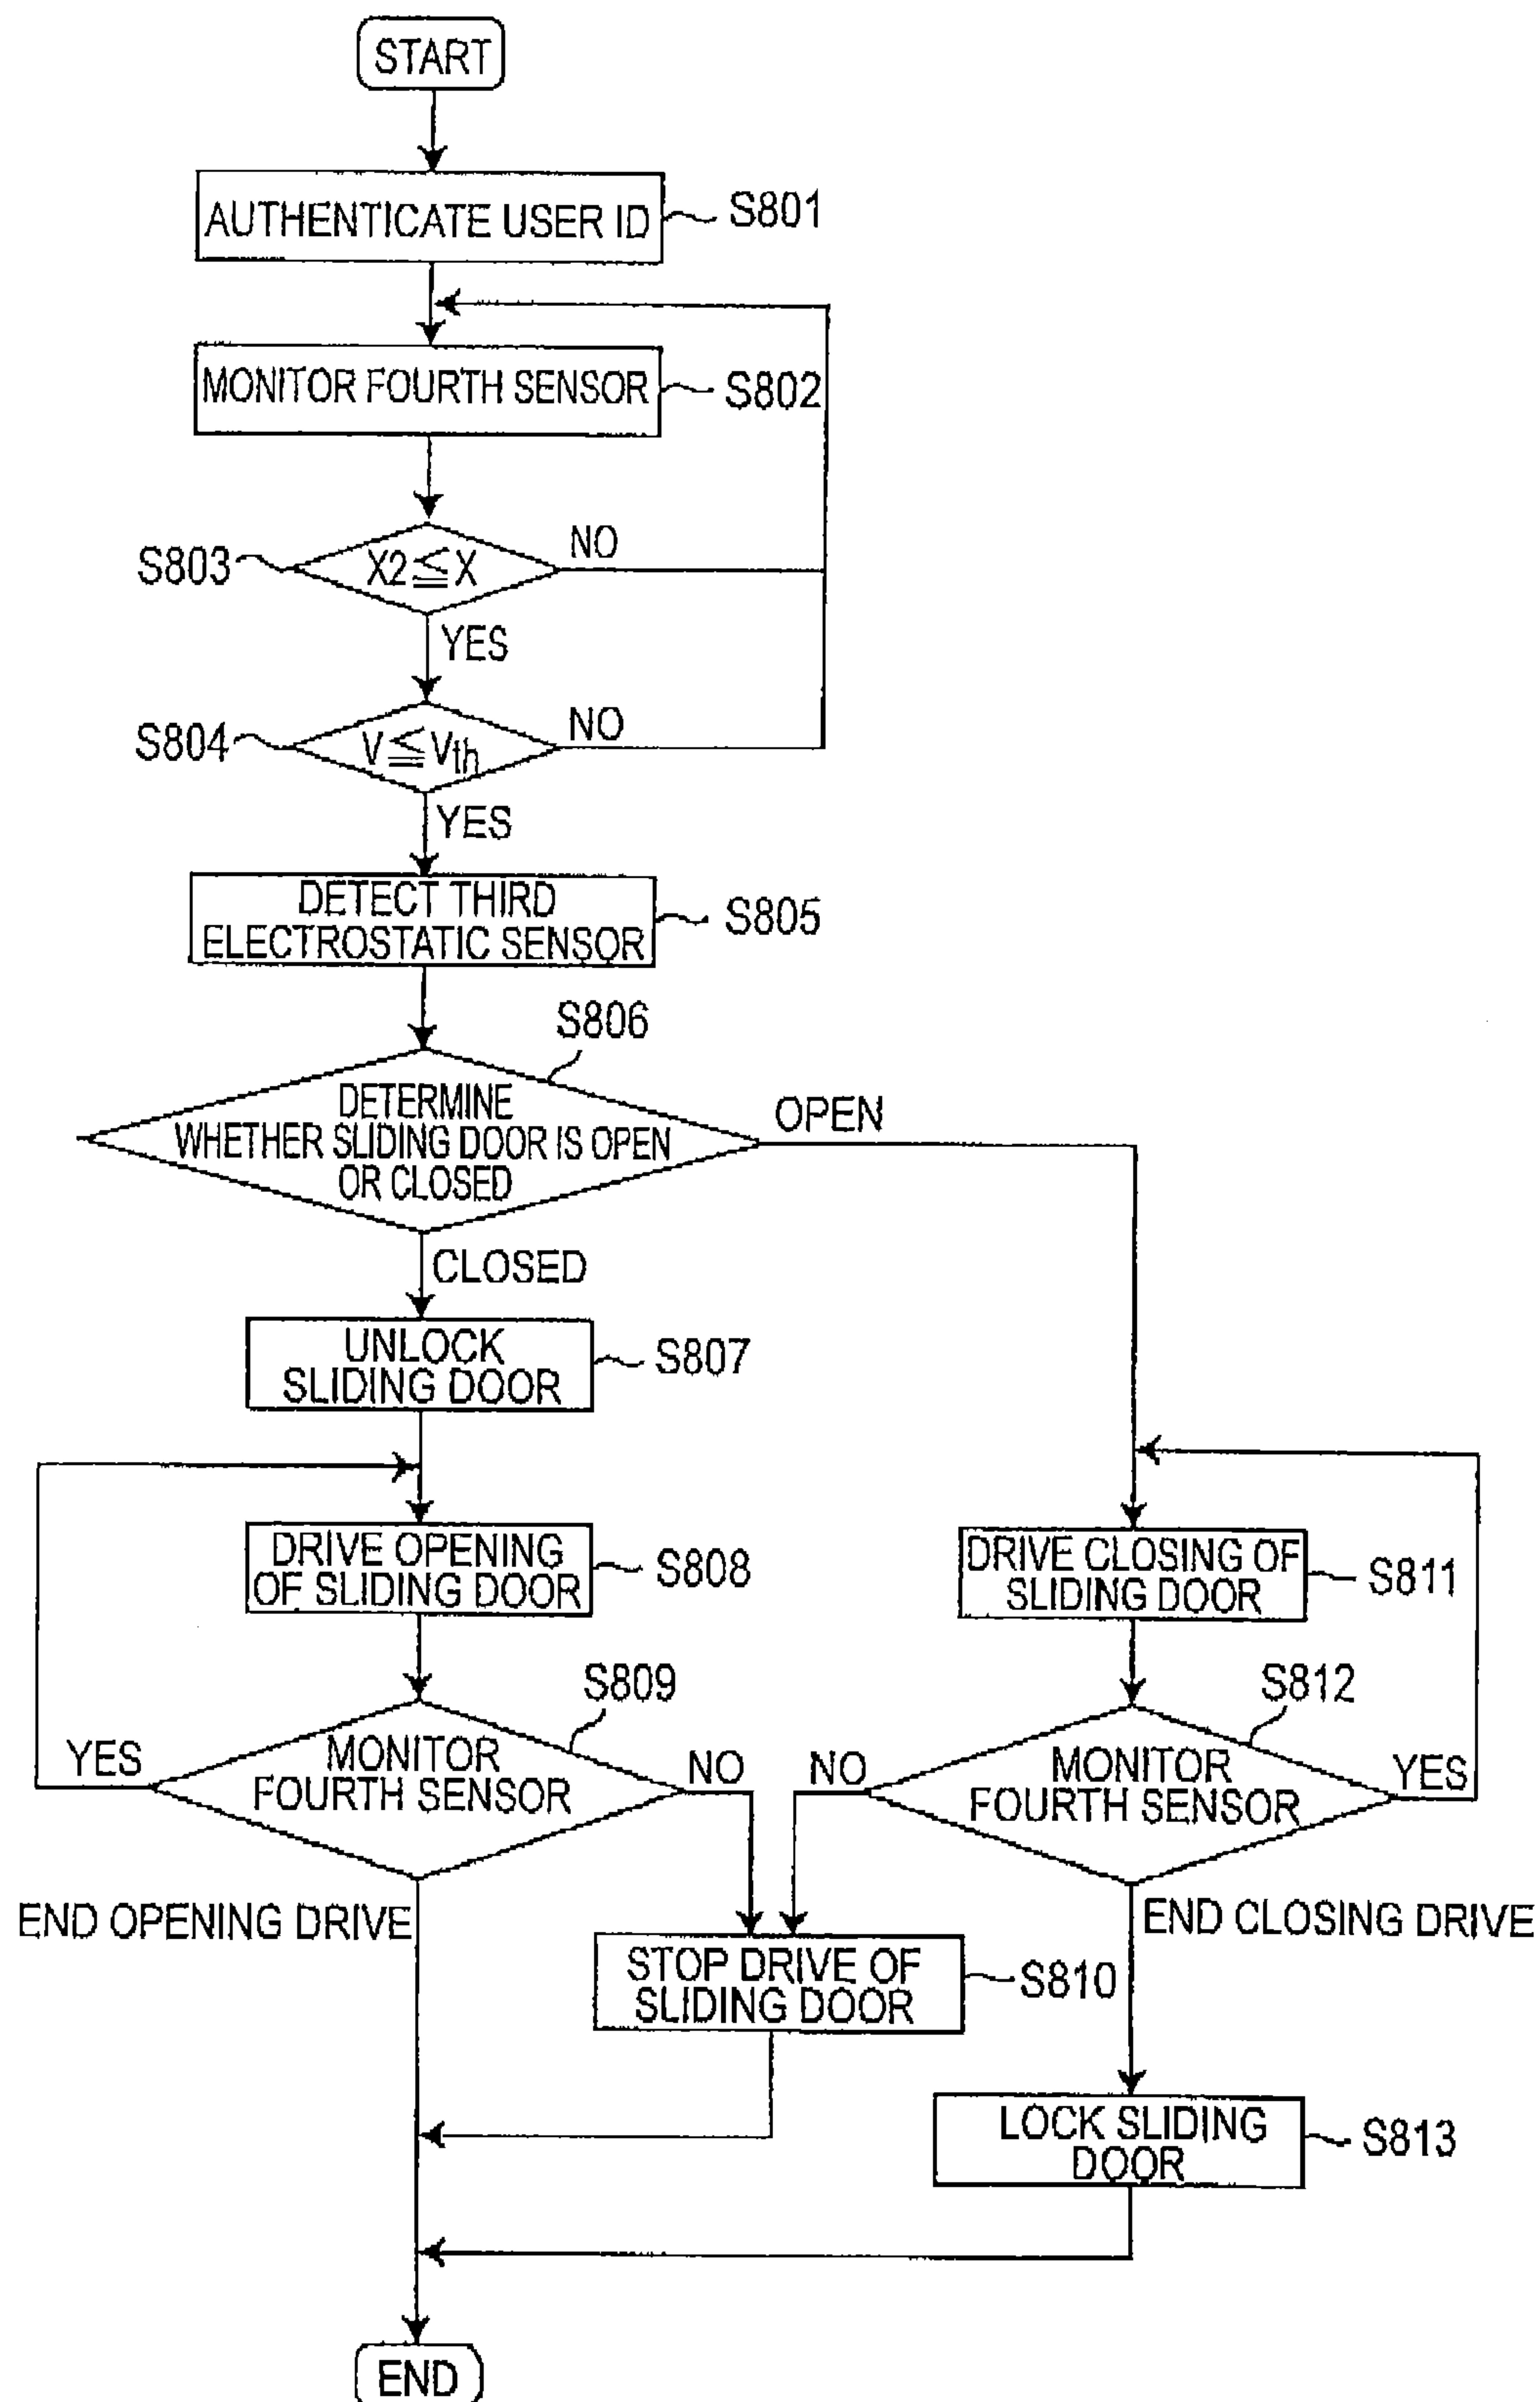 START
AUTHENTICATE USER ID
S801
MONITOR FOURTH SENSOR
S802
S803
X2≦X
NO
YES
S804
V≦Vth
NO
YES
DETECT THIRD
ELECTROSTATIC SENSOR
S805
S806
DETERMINE
WHETHER SLIDING DOOR IS OPEN
OR CLOSED
OPEN
CLOSED
UNLOCK
SLIDING DOOR
S807
DRIVE OPENING
OF SLIDING DOOR
S808
DRIVE CLOSING OF
SLIDING DOOR
S811
S809
MONITOR
FOURTH SENSOR
YES
NO
S812
MONITOR
FOURTH SENSOR
NO
YES
END OPENING DRIVE
END CLOSING DRIVE
STOP DRIVE OF
SLIDING DOOR
S810
LOCK SLIDING
DOOR
S813
END